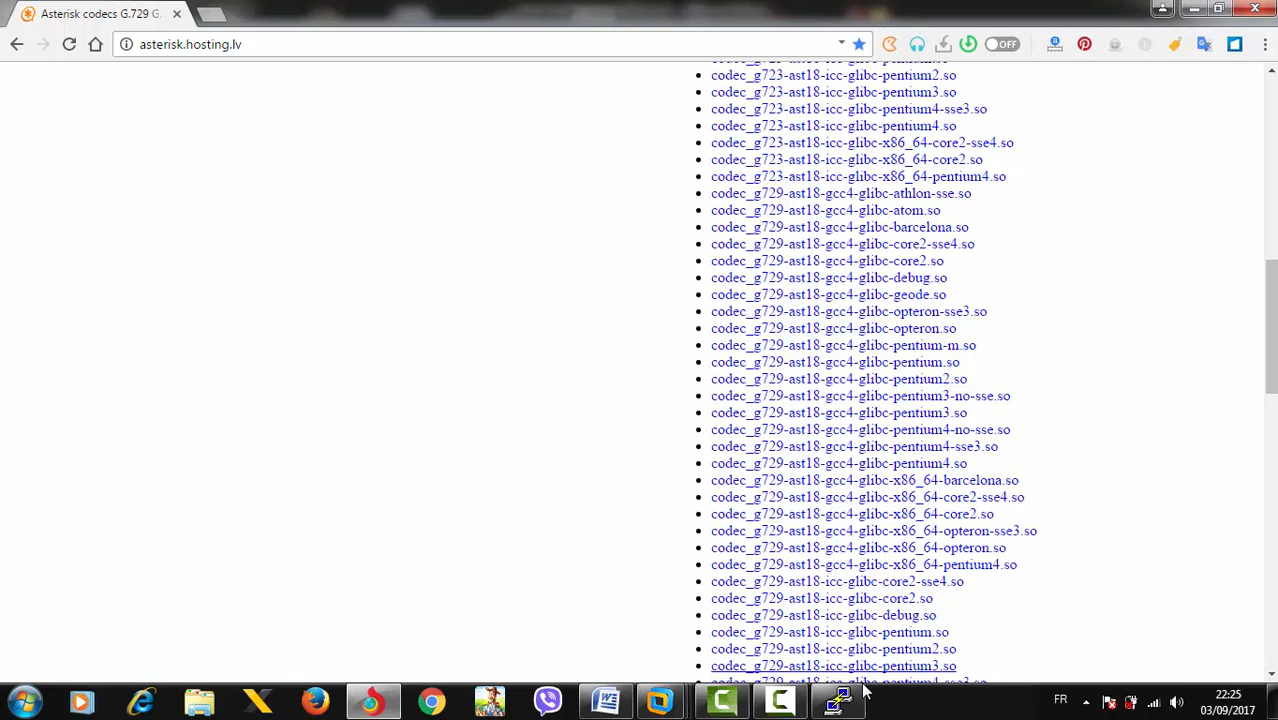 Asterisk codecs G.729 G.
asterisk.hosting.lv
OFF
codec_g723-ast18-icc-glibc-pentium2.so
codec_g723-ast18-icc-glibc-pentium3.so
codec_g723-ast18-icc-glibc-pentium4-sse3.so
codec_g723-ast18-icc-glibc-pentium4.so
codec_g723-ast18-icc-glibc-x86_64-core2-sse4.so
codec_g723-ast18-icc-glibc-x86_64-core2.so
codec_g723-ast18-icc-glibc-x86_64-pentium4.so
codec_g729-ast18-gcc4-glibc-athlon-sse.so
codec_g729-ast18-gcc4-glibc-atom.so
codec_g729-ast18-gcc4-glibc-barcelona.so
codec_g729-ast18-gcc4-glibc-core2-sse4.so
codec_g729-ast18-gcc4-glibc-core2.so
codec_g729-ast18-gcc4-glibc-debug.so
codec_g729-ast18-gcc4-glibc-geode.so
codec_g729-ast18-gcc4-glibc-opteron-sse3.so
codec_g729-ast18-gcc4-glibc-opteron.so
codec_g729-ast18-gcc4-glibc-pentium-m.so
codec_g729-ast18-gcc4-glibc-pentium.so
codec_g729-ast18-gcc4-glibc-pentium2.so
codec_g729-ast18-gcc4-glibc-pentium3-no-sse.so
codec_g729-ast18-gcc4-glibc-pentium3.so
codec_g729-ast18-gcc4-glibc-pentium4-no-sse.so
codec_g729-ast18-gcc4-glibc-pentium4-sse3.so
codec_g729-ast18-gcc4-glibc-pentium4.so
codec_g729-ast18-gcc4-glibc-x86_64-barcelona.so
codec_g729-ast18-gcc4-glibc-x86_64-core2-sse4.so
codec_g729-ast18-gcc4-glibc-x86_64-core2.so
codec_g729-ast18-gcc4-glibc-x86_64-opteron-sse3.so
codec_g729-ast18-gcc4-glibc-x86_64-opteron.so
codec_g729-ast18-gcc4-glibc-x86_64-pentium4.so
codec_g729-ast18-icc-glibc-core2-sse4.so
codec_g729-ast18-icc-glibc-core2.so
codec_g729-ast18-icc-glibc-debug.so
codec_g729-ast18-icc-glibc-pentium.so
codec_g729-ast18-icc-glibc-pentium2.so
codec_g729-ast18-icc-glibc-pentium3.so
FR
22:25
03/09/2017